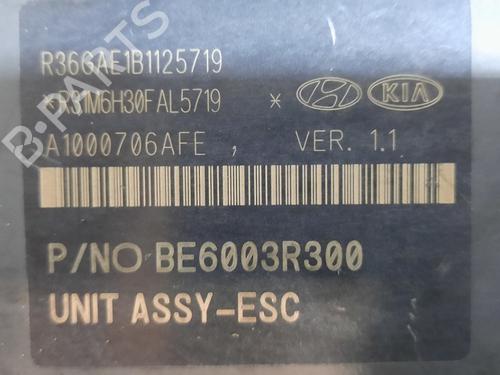 R36GAE1B1125719
*R31M6H30FAL5719 * KIA
A1000706AFE , VER. 1.1
P/NO BE6003R300
UNIT ASSY-ESC
B-PARTS